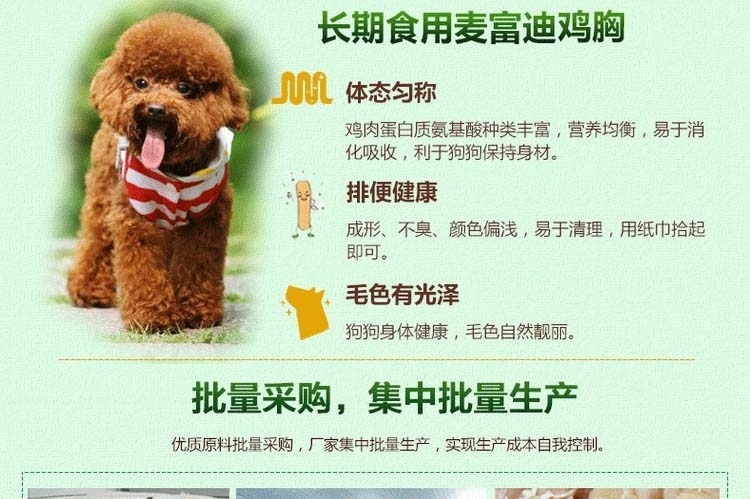 长期食用麦富迪鸡胸
体态匀称
鸡肉蛋白质氨基酸种类丰富，营养均衡，易于消
化吸收，利于狗狗保持身材。
排便健康
成形、不臭、颜色偏浅，易于清理，用纸巾拾起
即可。
毛色有光泽
狗狗身体健康，毛色自然靓丽。
批量采购，集中批量生产
优质原料批量采购，厂家集中批量生产，实现生产成本自我控制。